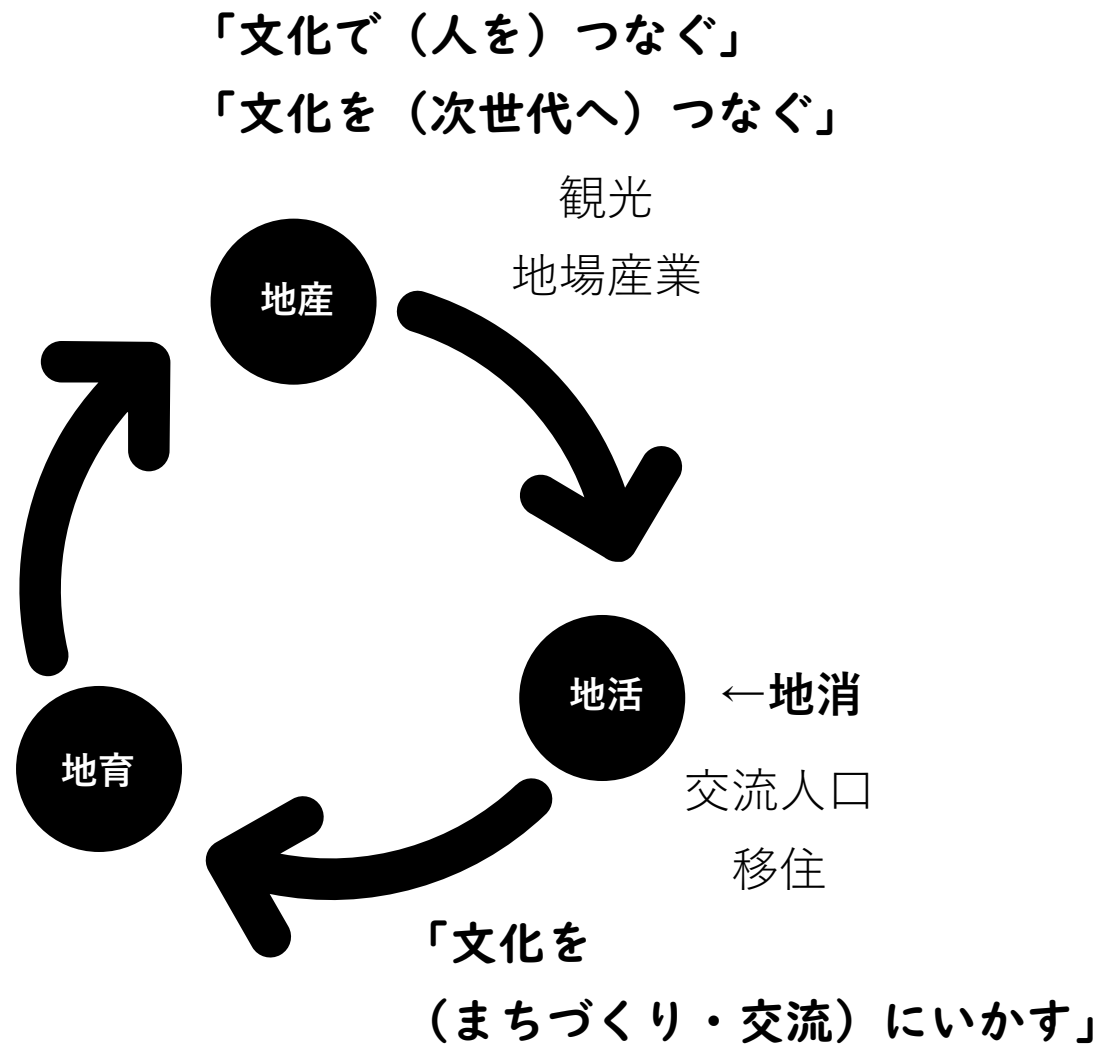 「文化で（人を）つなぐ」
「文化を（次世代へ）つなぐ」
観光
地場産業
地産
地活
←地消
交流人口
移住
地育
「文化を
（まちづくり・交流）にいかす」